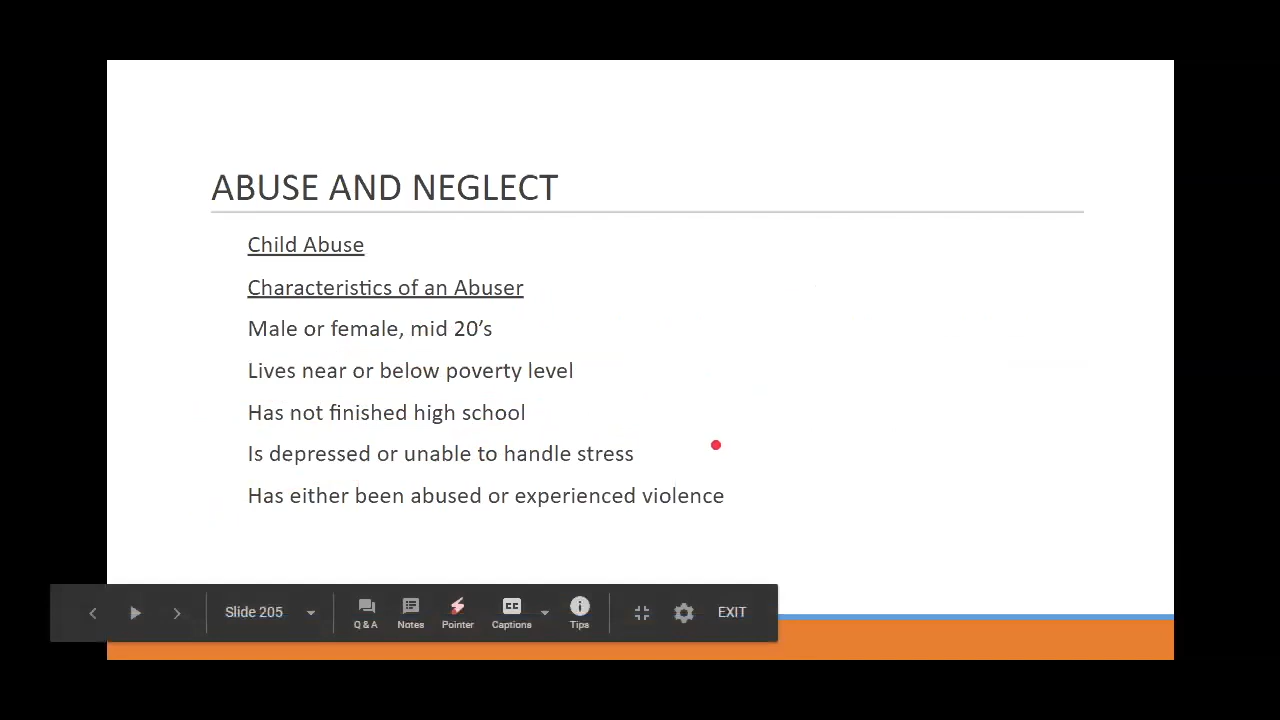 ABUSE AND NEGLECT
Child Abuse
Characteristics of an Abuser
Male or female, mid 20's
Lives near or below poverty level
Has not finished high school
Is depressed or unable to handle stress
Has either been abused or experienced violence
Slide 205
Q & A
Notes
Pointer
CC
Captions
Tips
EXIT